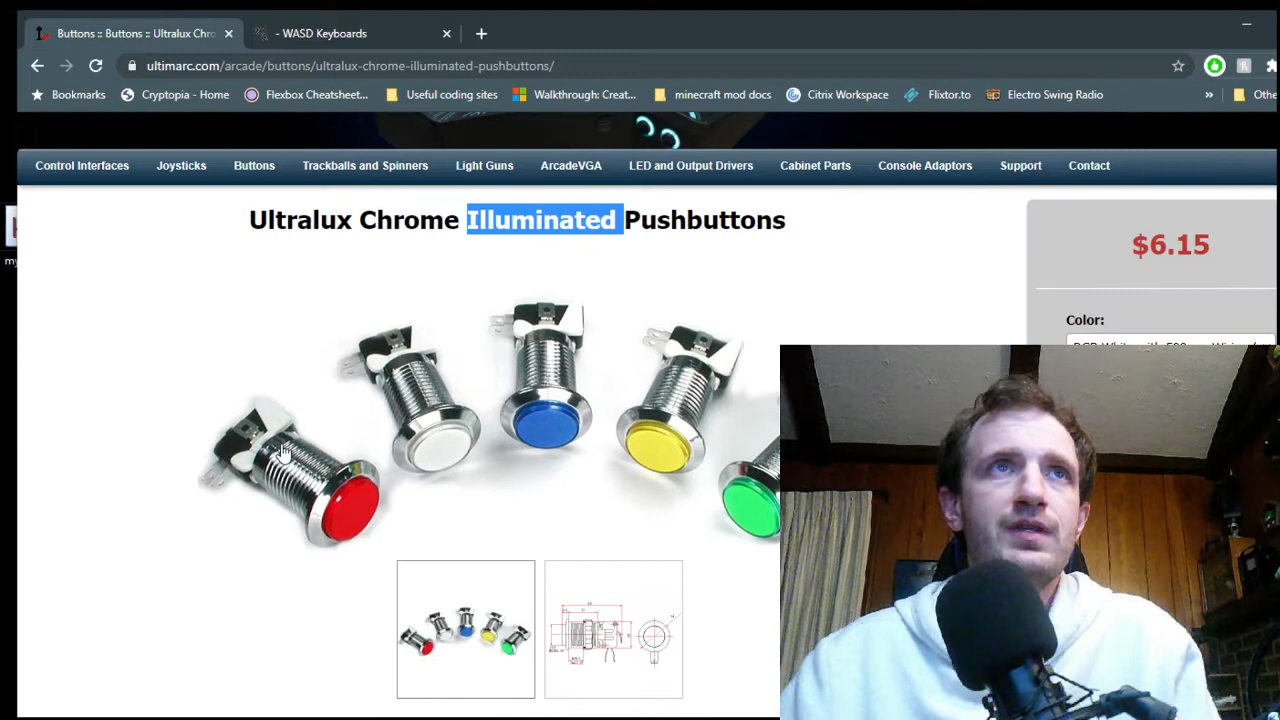 Buttons :: Buttons :: Ultralux Chro
- WASD Keyboards
ultimarc.com/arcade/buttons/ultralux-chrome-illuminated-pushbuttons/
Bookmarks
Cryptopia - Home
Flexbox Cheatsheet...
Useful coding sites
Walkthrough: Creat...
minecraft mod docs
Citrix Workspace
Flixtor.to
Electro Swing Radio
»
Othe
Control Interfaces
Joysticks
Buttons
Trackballs and Spinners
Light Guns
ArcadeVGA
LED and Output Drivers
Cabinet Parts
Console Adaptors
Support
Contact
Ultralux Chrome Illuminated Pushbuttons
$6.15
my
Color: